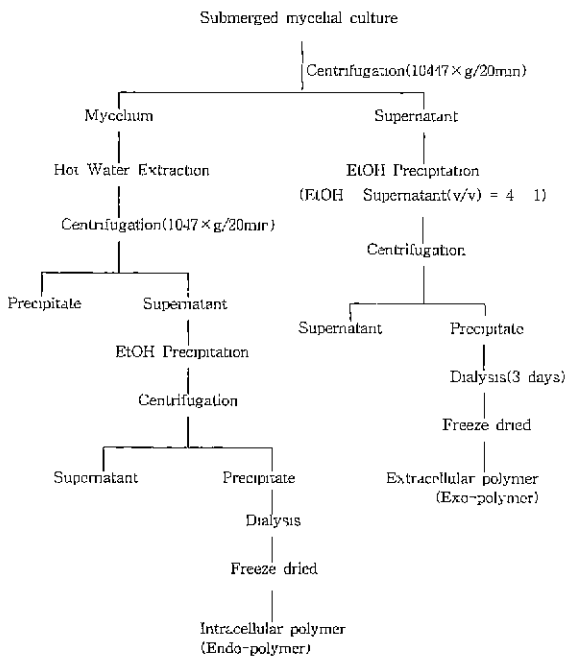 Submerged mycelial culture
Centrifugation(10447×g/20min)
Mycelium
Supernatant
Hot Water Extraction
EtOH Precipitation
(EtOH Supernatant(v/v) = 4 1)
Centrifugation(1047×g/20min)
Centrifugation
Precipitate
Supernatant
Supernatant
Precipitate
EtOH Precipitation
Dialysis(3 days)
Centrifugation
Freeze dried
Supernatant
Precipitate
Extracellular polymer
(Exo-polymer)
Dialysis
Freeze dried
Intracellular polymer
(Endo-polymer)